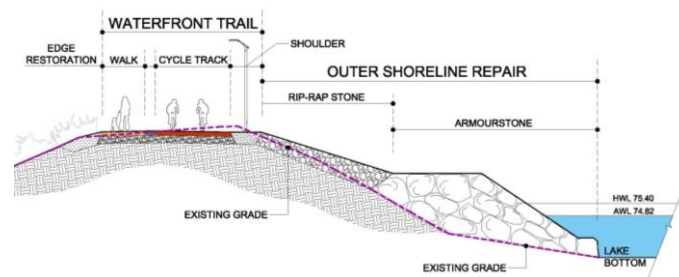 WATERFRONT TRAIL
SHOULDER
EDGE
RESTORATION
WALK
CYCLE TRACK
OUTER SHORELINE REPAIR
RIP-RAP STONE
ARMOURSTONE
HWL 75.40
AWL 74.82
EXISTING GRADE
LAKE
BOTTOM
EXISTING GRADE